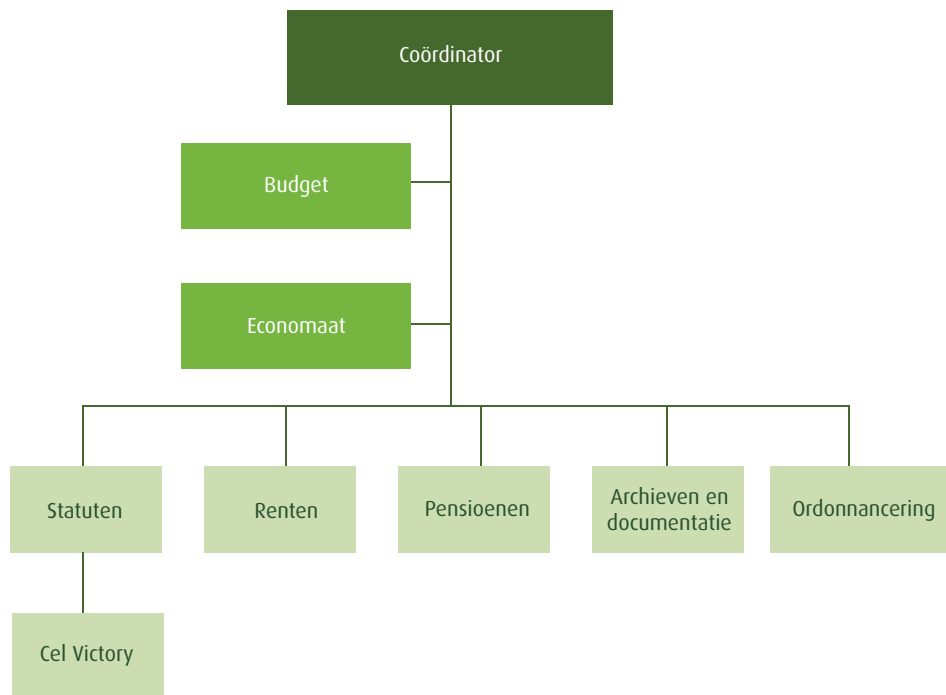 Coördinator
Budget
Economaat
Statuten
Renten
Pensioenen
Archieven en
documentatie
Ordonnancering
Cel Victory